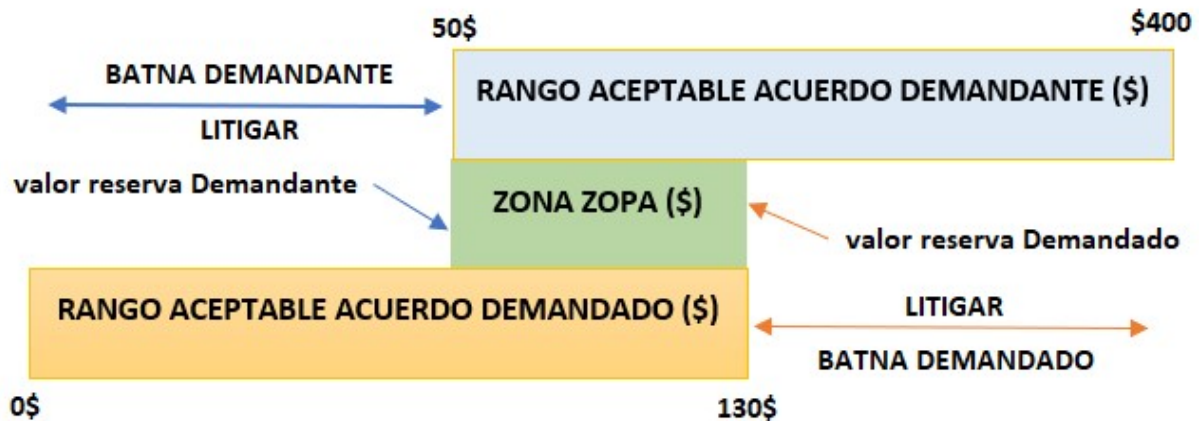 50$
$400
BATNA DEMANDANTE
LITIGAR
RANGO ACEPTABLE ACUERDO DEMANDANTE ($)
valor reserva Demandante
ZONA ZOPA ($)
valor reserva Demandado
RANGO ACEPTABLE ACUERDO DEMANDADO ($)
LITIGAR
BATNA DEMANDADO
0$
130$